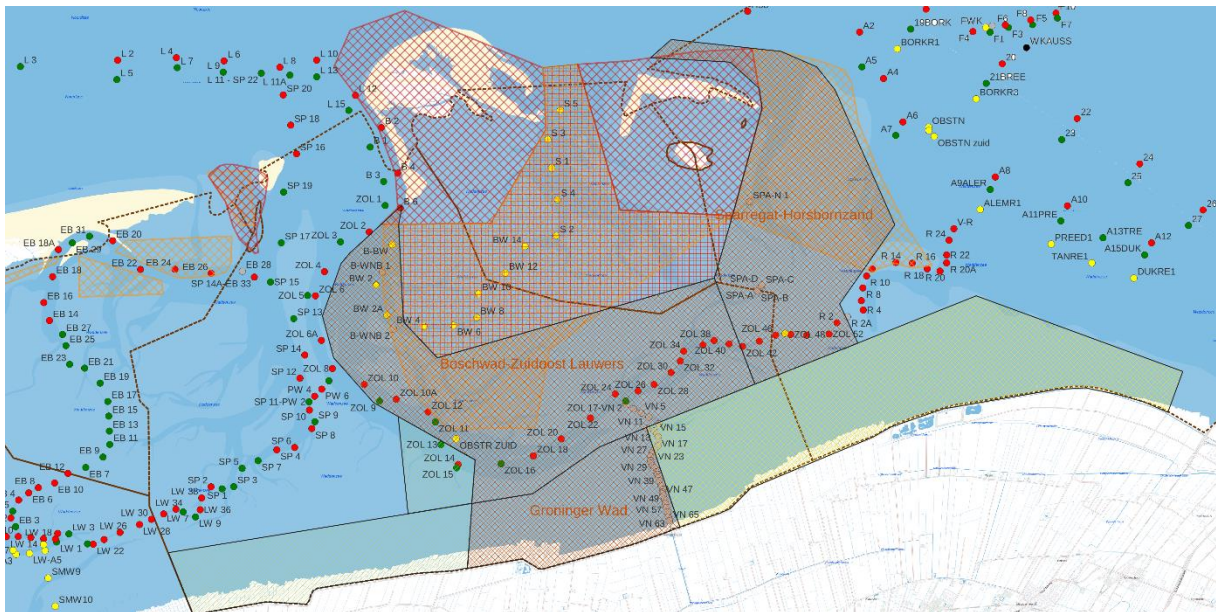 L 3
L 2
L 5
L 4
L 7
L 6
L 9
L 11 - SP 22
L 8
L 11A
L 10
L 13
SP 20
L 12
L 15
SP 18
B 2
B 1
SP 16
B 4
B 3
SP 19
ZOL 1
B 6
ZOL 2
ZOL 3
SP 17
B-BW
B-WNB 1
BW 2
BW 2A
BW 4
B-WNB 2
BW 6
BW 8
BW 10
BW 12
BW 14
S 5
S 3
S 1
S 4
S 2
SPA-N 1
Sparregat-Horsbornzand
SPA-D
SPA-C
SPA-A
SPA-B
A2
A5
A4
A6
A7
19BORK
BORKR1
FWK
F6
F4
F1
F3
F8
F5
F7
WKAUSS
20
21BREE
BORKR3
OBSTN
OBSTN zuid
22
23
24
25
26
27
A8
A9ALER
ALEMR1
A10
A11PRE
PREED1
A13TRE
TANRE1
A12
A15DUK
DUKRE1
V-R
R 24
R 22
R 20A
R 20
R 18
R 16
R 14
R 10
R 8
R 4
R 2A
R 2
EB 31
EB 29
EB 18A
EB 20
EB 18
EB 22
EB 24
EB 26
EB 28
SP 14A-EB 33
EB 16
EB 14
EB 27
EB 25
EB 23
EB 21
EB 19
EB 17
EB 15
EB 13
EB 11
EB 9
EB 7
EB 12
EB 10
EB 8
EB 6
EB 3
ZOL 4
SP 15
ZOL 5
ZOL 6
SP 13
ZOL 6A
SP 14
ZOL 8
SP 12
PW 4
PW 6
SP 11-PW 2
SP 10
SP 9
SP 8
SP 6
SP 4
SP 7
SP 5
SP 3
SP 2
SP 1
LW 38
LW 36
LW 34
LW 9
LW 7
LW 30
LW 28
LW 26
LW 22
LW 3
LW 1
LW 18
LW 14
LW-A5
SMW9
SMW10
Boschwad-Zuidoost Lauwers
ZOL 10
ZOL 9
ZOL 10A
ZOL 12
ZOL 11
OBSTR ZUID
ZOL 13
ZOL 14
ZOL 15
ZOL 16
ZOL 18
ZOL 20
ZOL 22
ZOL 17-VN 2
ZOL 24
ZOL 26
ZOL 28
ZOL 30
ZOL 32
ZOL 34
ZOL 38
ZOL 40
ZOL 42
ZOL 46
ZOL 48
ZOL 52
VN 5
VN 11
VN 15
VN 13
VN 17
VN 27
VN 23
VN 29
VN 39
VN 47
VN 49
VN 57
VN 65
VN 63
Groninger Wad